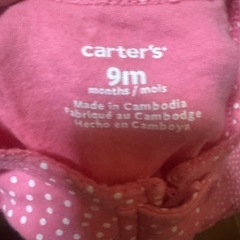 carter's
9m
months / mois
Made in Cambodia
Fabriqué au Cambodge
Hecho en Camboya